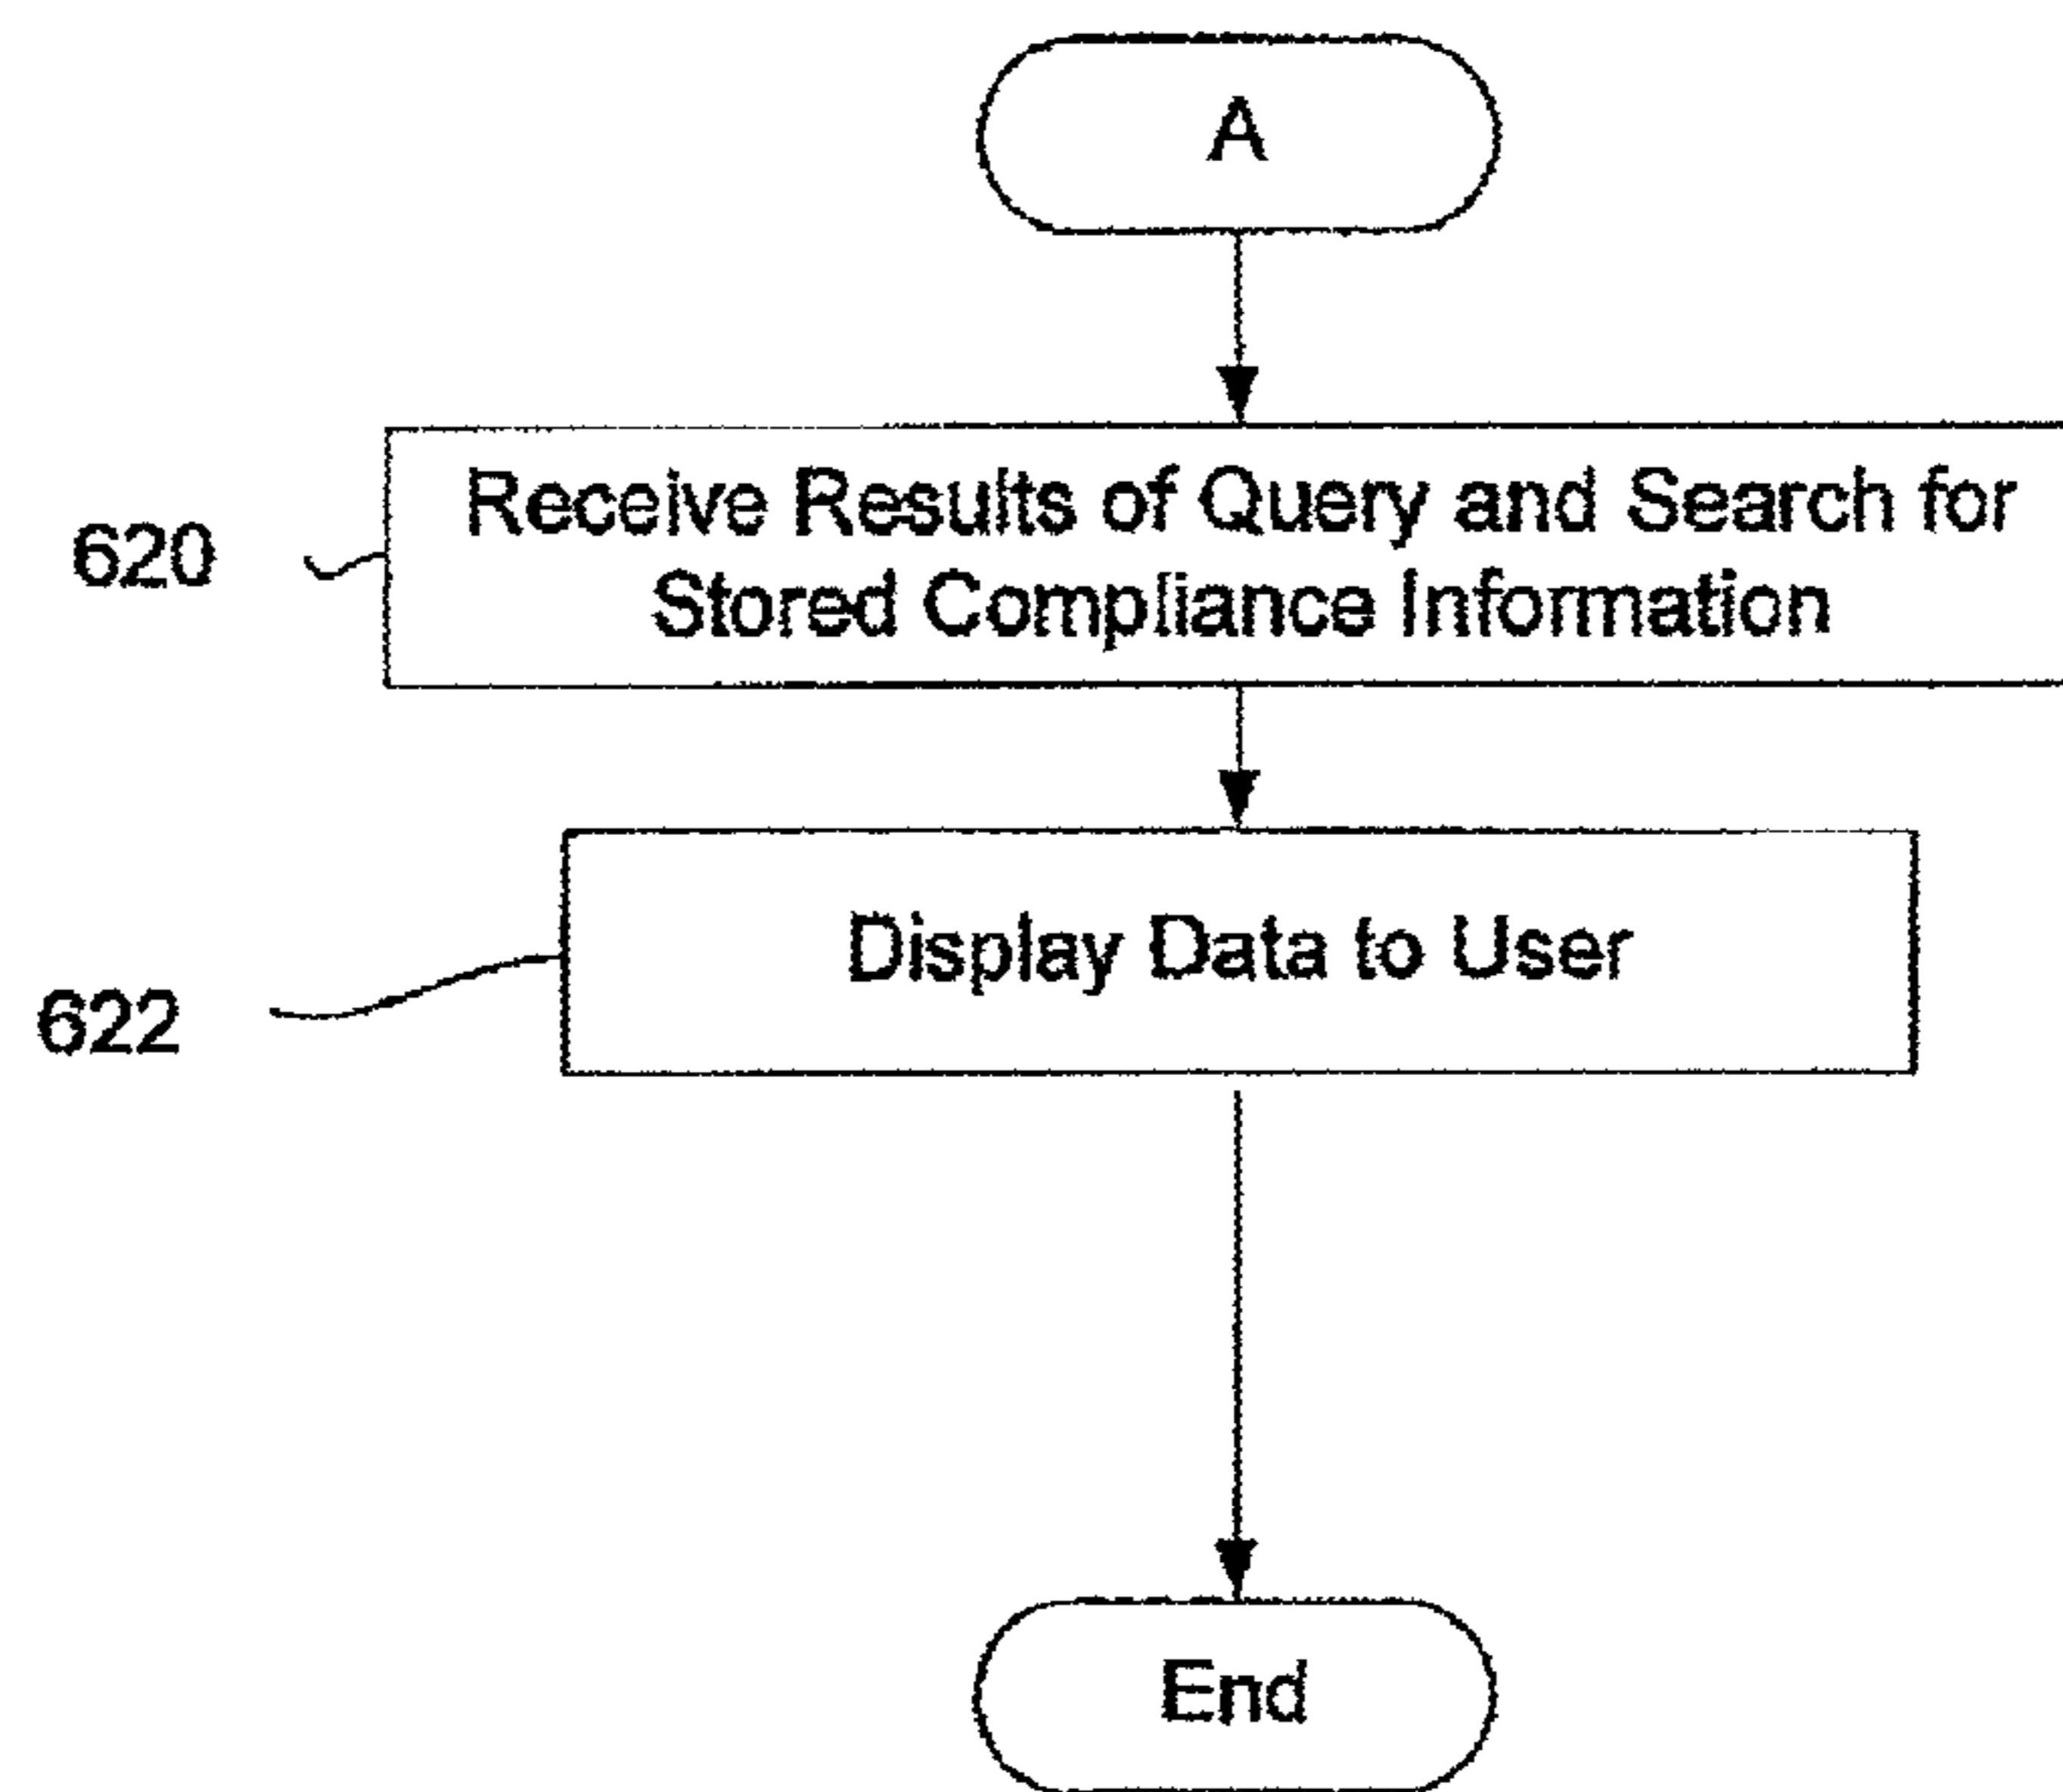 A
Receive Results of Query and Search for
Stored Compliance Information
620
Display Data to User
622
End